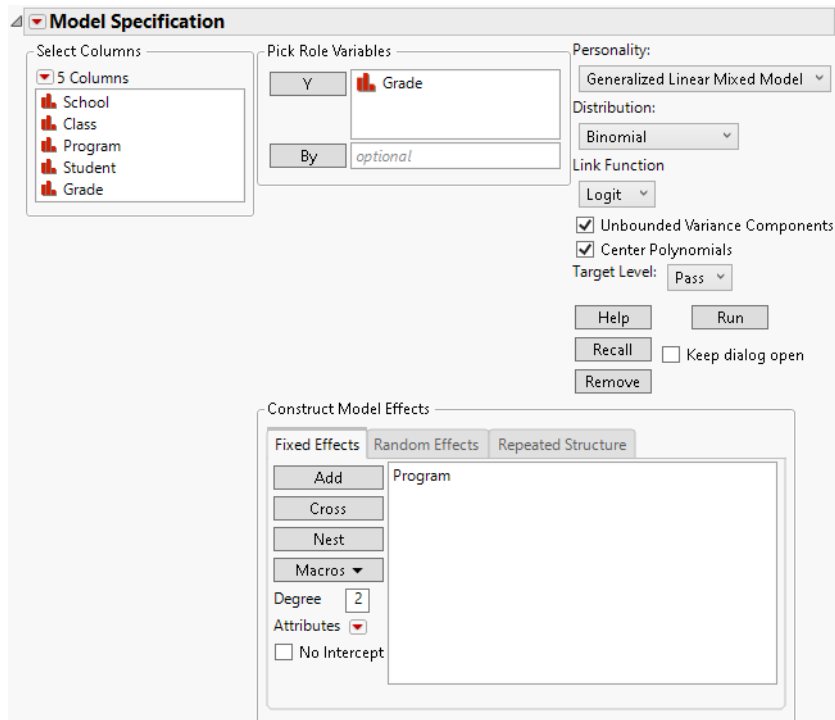 Model Specification
Select Columns
5 Columns
School
Class
Program
Student
Grade
Pick Role Variables
Y
Grade
By
optional
Personality:
Generalized Linear Mixed Model
Distribution:
Binomial
Link Function
Logit
Unbounded Variance Components
Center Polynomials
Target Level: Pass
Help Run
Recall Keep dialog open
Remove
Construct Model Effects
Fixed Effects Random Effects Repeated Structure
Add
Program
Cross
Nest
Macros
Degree 2
Attributes
No Intercept